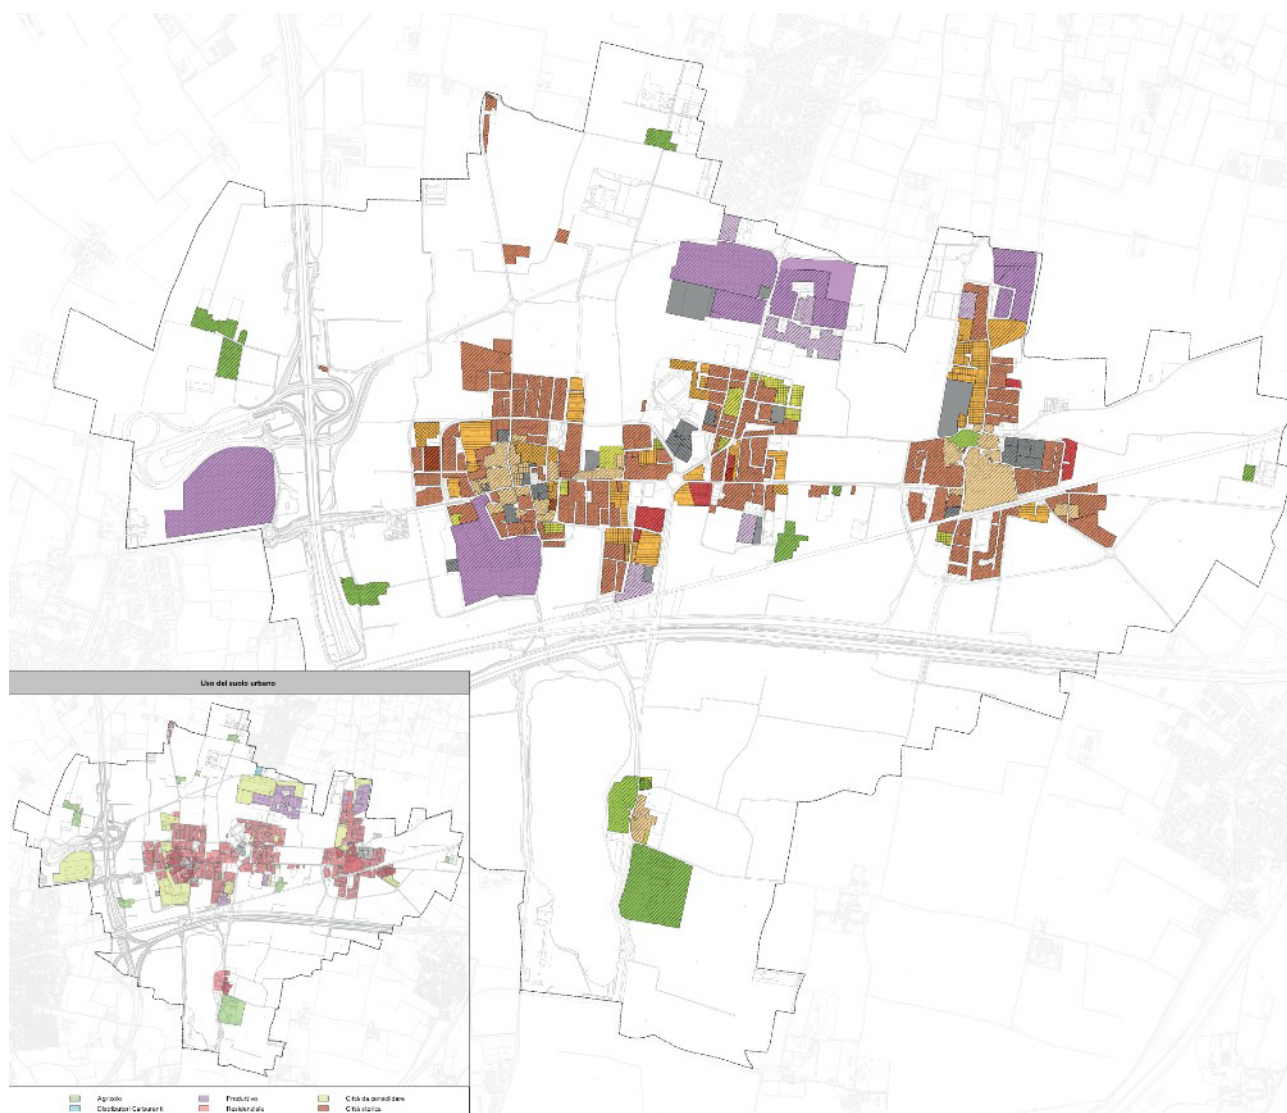 Uso del suolo urbano
Agricolo
Produttivo
Città da consolidare
Distributori Carburanti
Residenziale
Città storica